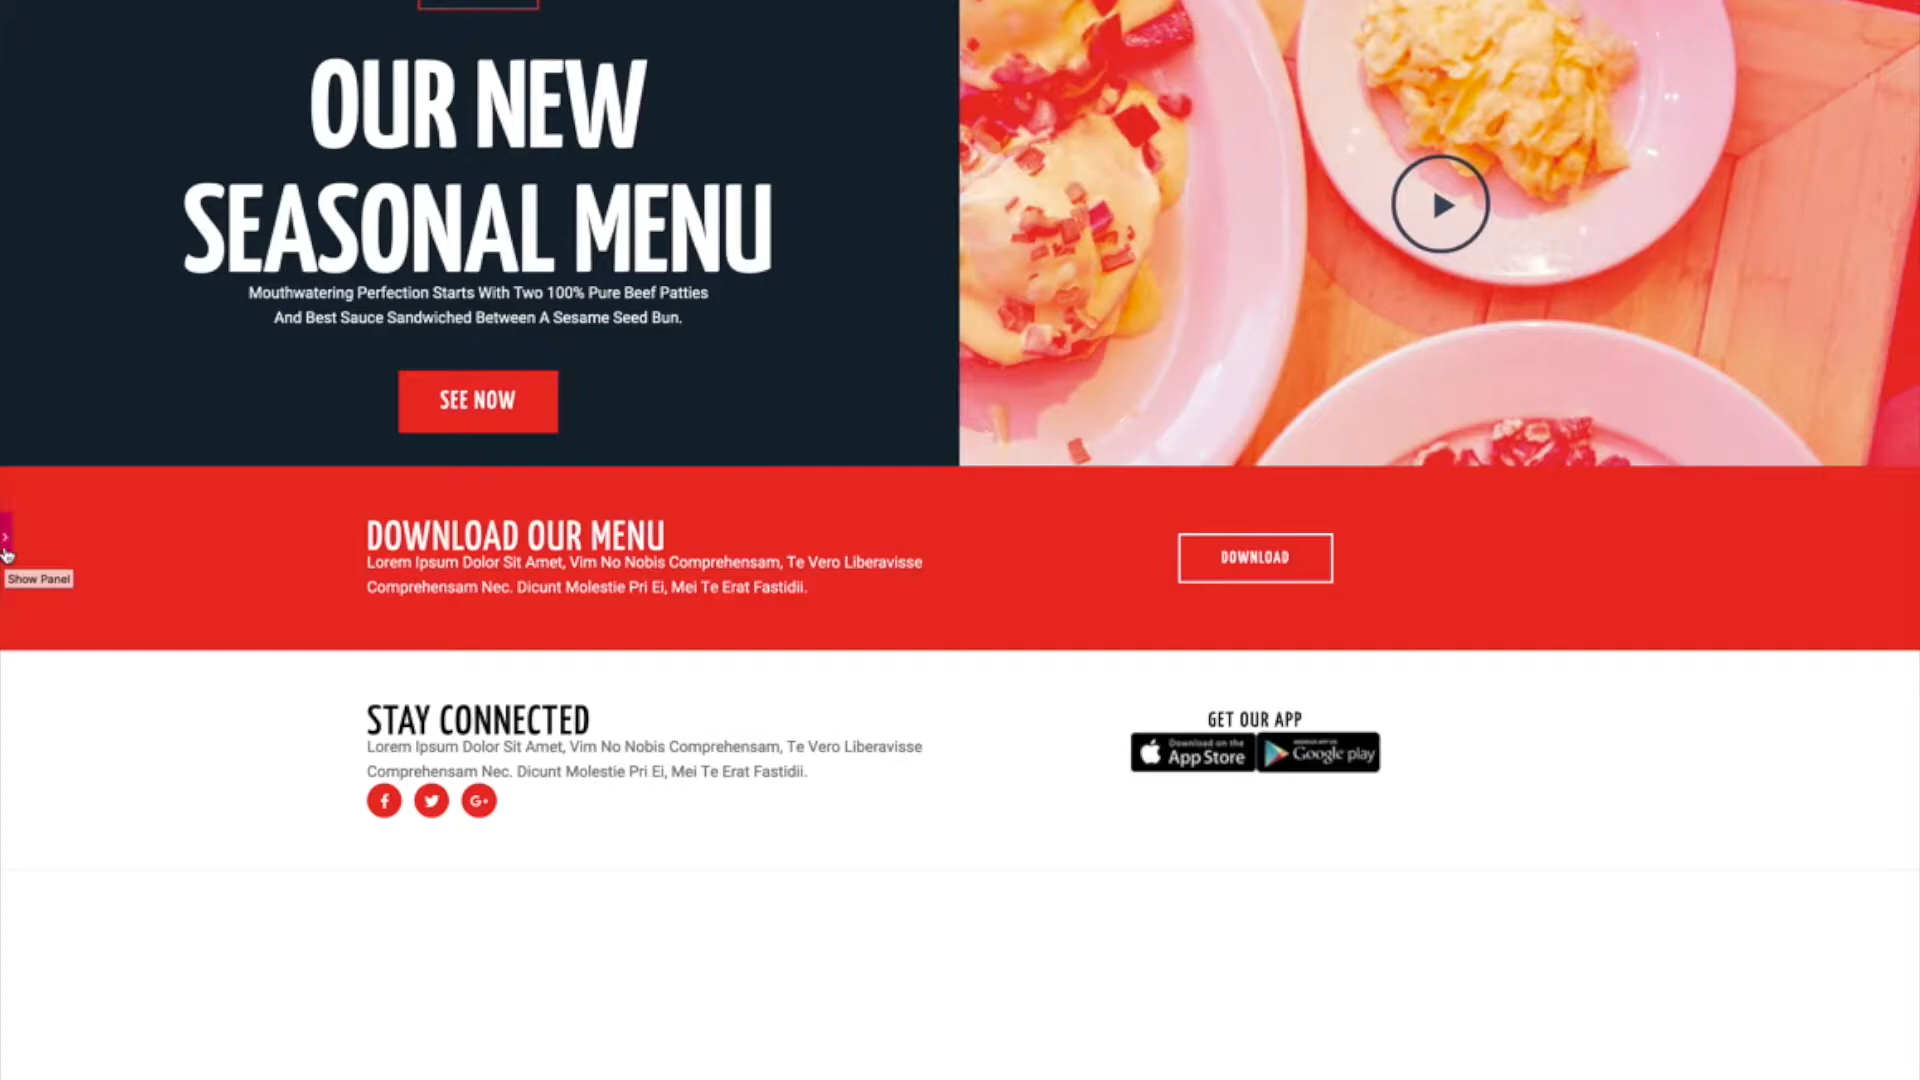 OUR NEW
SEASONAL MENU
Mouthwatering Perfection Starts With Two 100% Pure Beef Patties
And Best Sauce Sandwiched Between A Sesame Seed Bun.
SEE NOW
DOWNLOAD OUR MENU
Lorem Ipsum Dolor Sit Amet, Vim No Nobis Comprehensam, Te Vero Liberavisse
Comprehensam Nec. Dicunt Molestie Pri Ei, Mei Te Erat Fastidii.
DOWNLOAD
Show Panel
STAY CONNECTED
Lorem Ipsum Dolor Sit Amet, Vim No Nobis Comprehensam, Te Vero Liberavisse
Comprehensam Nec. Dicunt Molestie Pri Ei, Mei Te Erat Fastidii.
GET OUR APP
Download on the
App Store
Google play